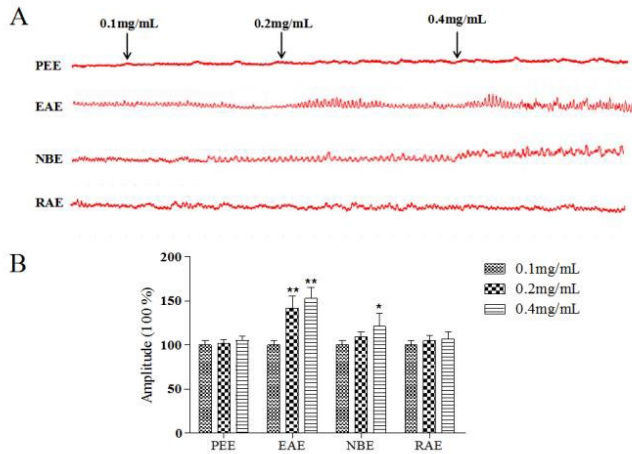 A
0.1mg/mL 0.2mg/mL 0.4mg/mL
PEE
EAE
NBE
RAE
B
Amplitude (100 %)
200
150
100
50
0
** ** *
PEE EAE NBE RAE
0.1mg/mL
0.2mg/mL
0.4mg/mL